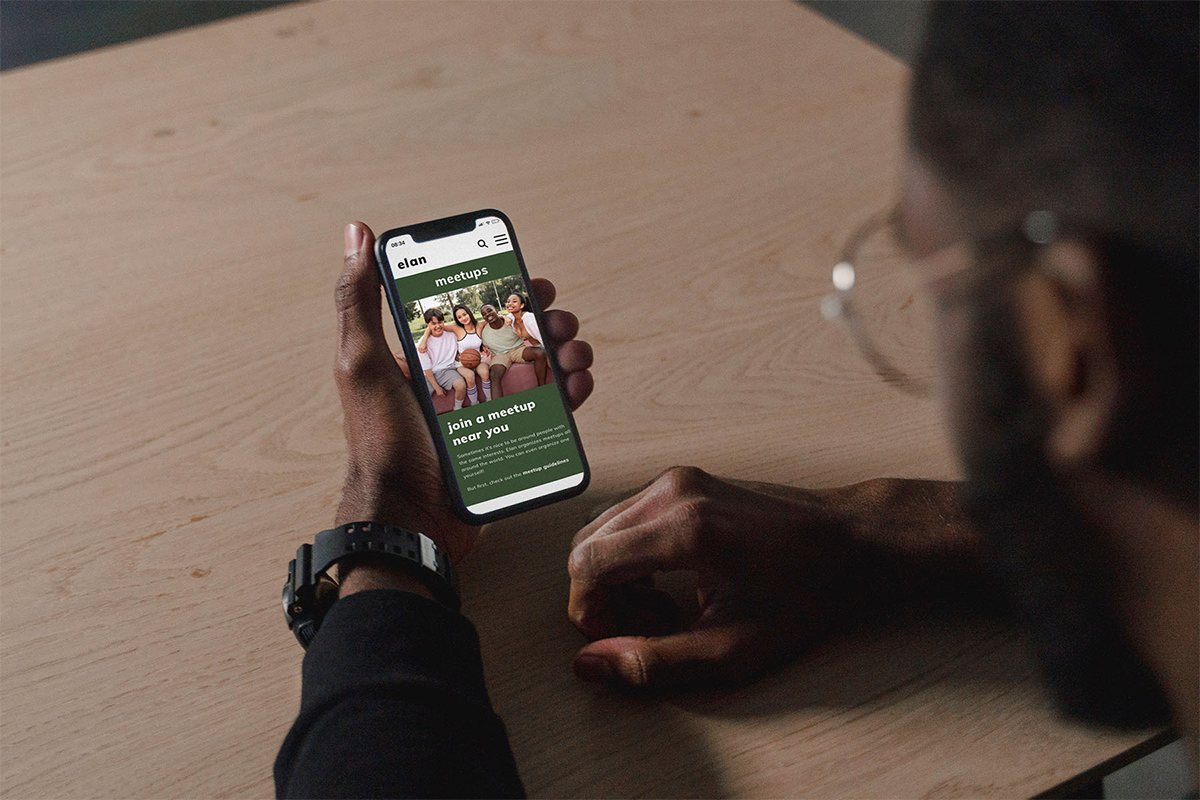 08:34
elan
meetups
join a meetup
near you
Sometimes it's nice to be around people with
the same interests. Elan organizes meetups all
around the world. You can even organize one
yourself!
But first, check out the meetup guidelines